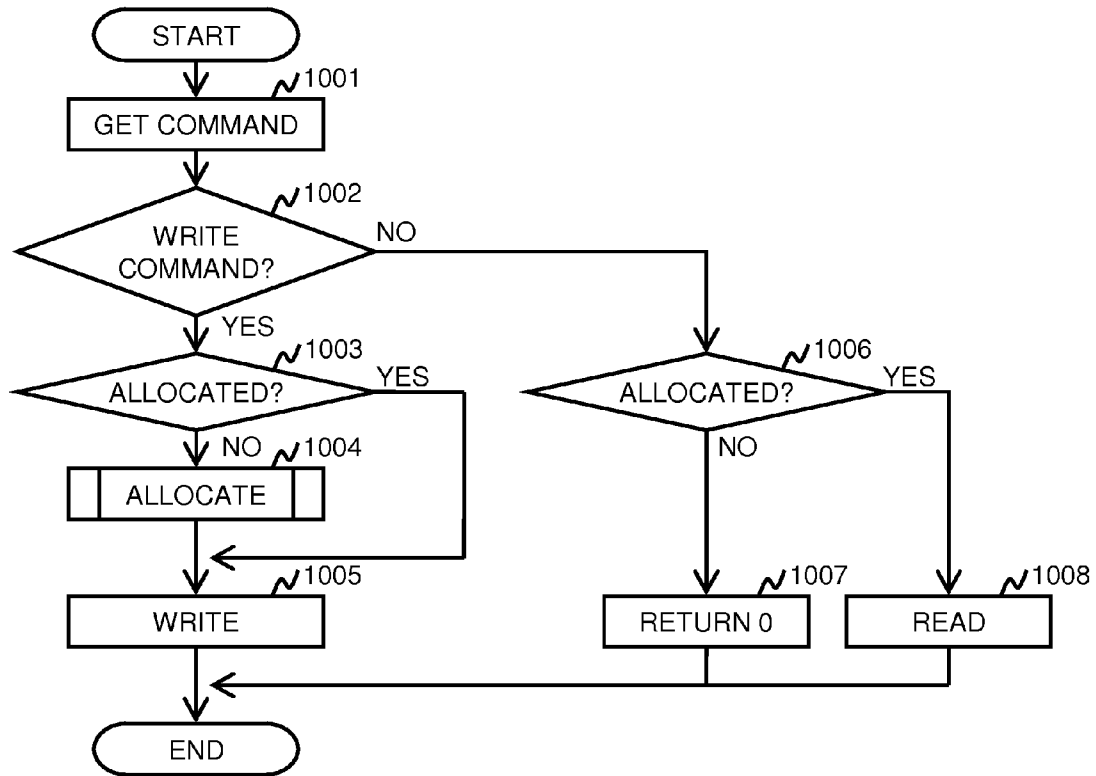 START
1001
GET COMMAND
1002
WRITE
COMMAND?
NO
YES
1003
ALLOCATED?
YES
NO
1004
ALLOCATE
1005
WRITE
1006
ALLOCATED?
YES
NO
1007
RETURN 0
1008
READ
END